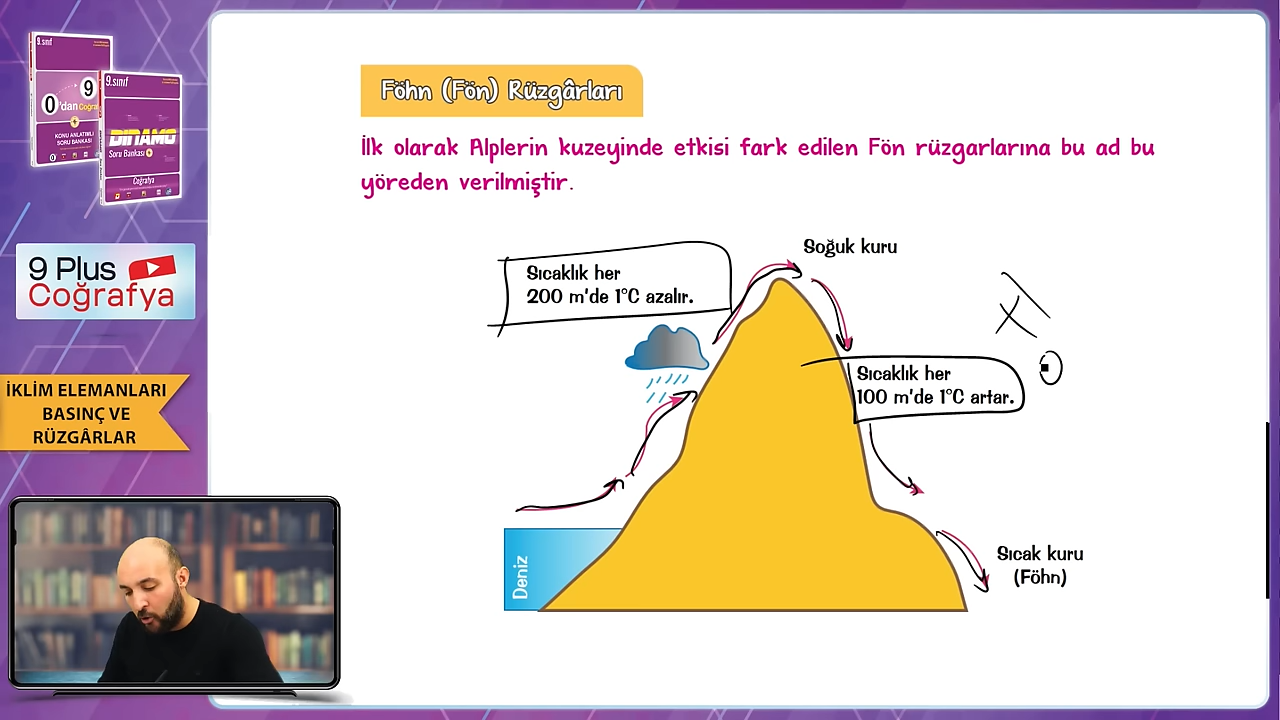 9.sınıf
0'dan 9
KONU ANLATIMLI
SORU BANKASI
9.sınıf
DİNAMO
Soru Bankası
Coğrafya
9 Plus
Coğrafya
İKLİM ELEMANLARI
BASINÇ VE
RÜZGÂRLAR
Föhn (Fön) Rüzgârları
İlk olarak Alplerin kuzeyinde etkisi fark edilen Fön rüzgarlarına bu ad bu
yöreden verilmiştir.
Soğuk kuru
Sıcaklık her
200 m'de 1°C azalır.
Sıcaklık her
100 m'de 1°C artar.
Deniz
Sıcak kuru
(Föhn)